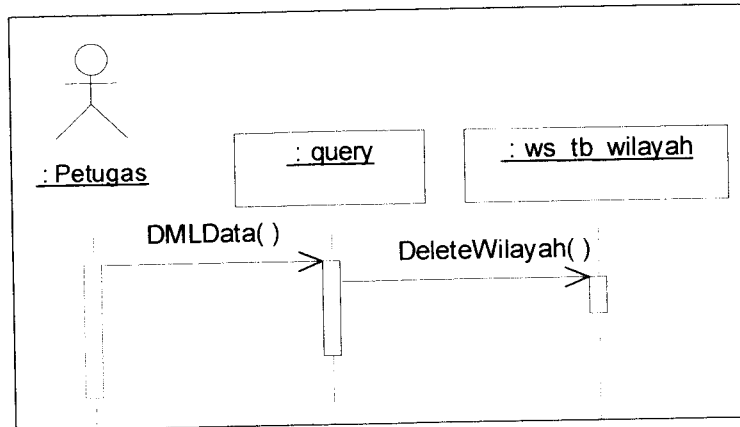 : Petugas
: query
: ws_tb_wilayah
DMLData( )
DeleteWilayah( )